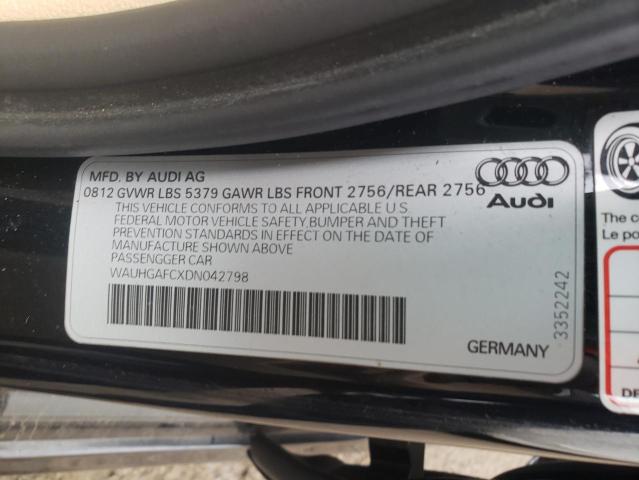 MFD. BY AUDI AG
0812 GVWR LBS 5379 GAWR LBS FRONT 2756/REAR 2756
THIS VEHICLE CONFORMS TO ALL APPLICABLE U.S
FEDERAL MOTOR VEHICLE SAFETY,BUMPER AND THEFT
PREVENTION STANDARDS IN EFFECT ON THE DATE OF
MANUFACTURE SHOWN ABOVE
PASSENGGER CAR
WAUHGAFCXDN042798
Audi
GERMANY
3352242
The c
Le po
DE